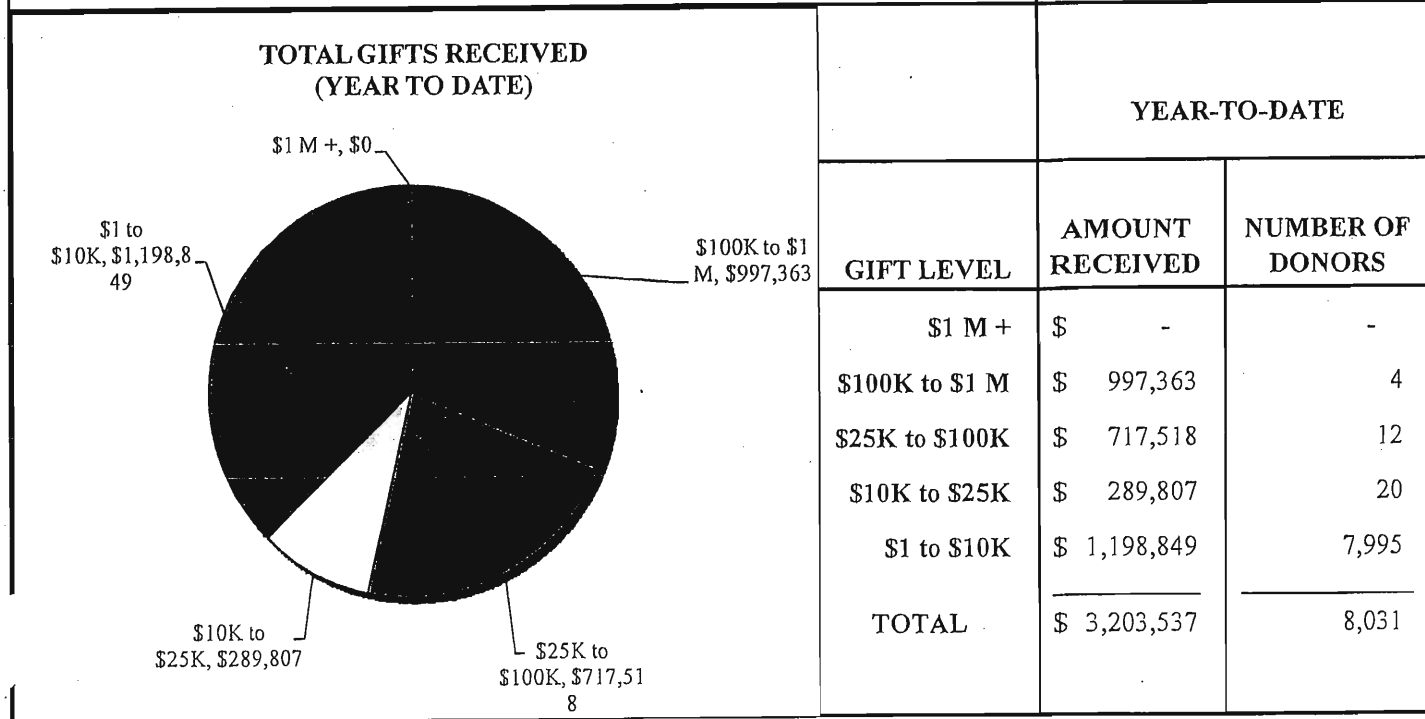 TOTAL GIFTS RECEIVED
(YEAR TO DATE)
$1 M +, $0
$1 to
$10K, $1,198,8
49
$100K to $1
M, $997,363
$10K to
$25K, $289,807
$25K to
$100K, $717,51
8
YEAR-TO-DATE
GIFT LEVEL AMOUNT RECEIVED NUMBER OF DONORS
$1 M + $ - -
$100K to $1 M $ 997,363 4
$25K to $100K $ 717,518 12
$10K to $25K $ 289,807 20
$1 to $10K $ 1,198,849 7,995
TOTAL $ 3,203,537 8,031